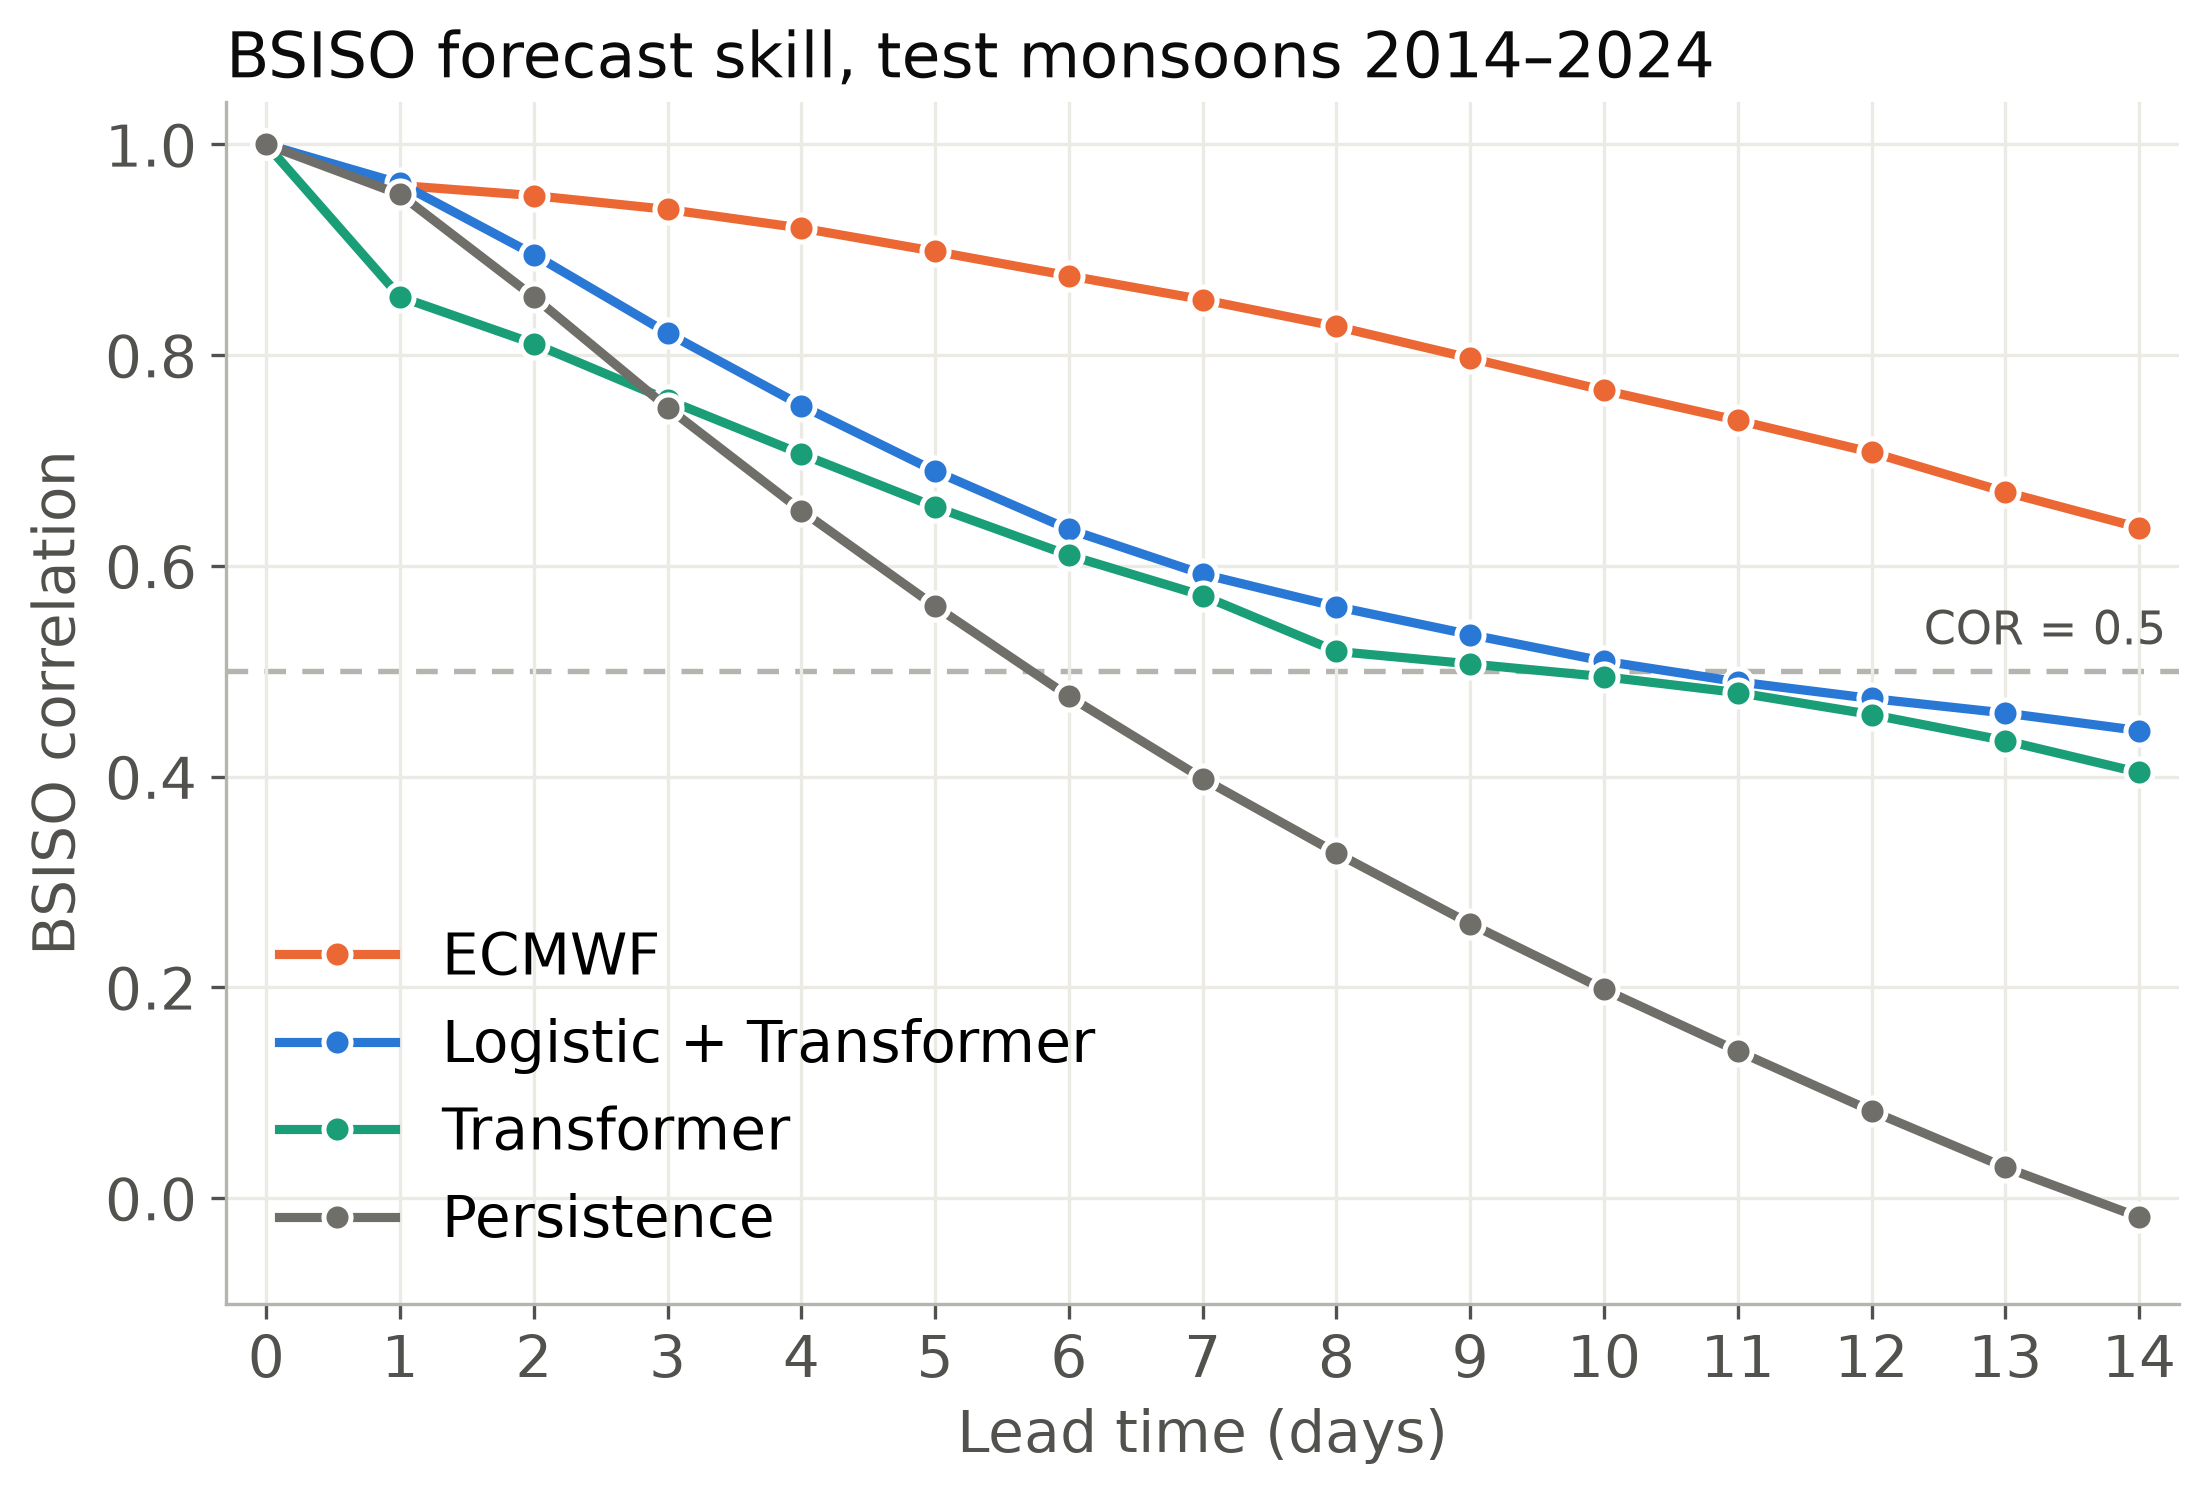 BSISO forecast skill, test monsoons 2014–2024
BSISO correlation
1.0
0.8
0.6
0.4
0.2
0.0
COR = 0.5
ECMWF
Logistic + Transformer
Transformer
Persistence
0 1 2 3 4 5 6 7 8 9 10 11 12 13 14
Lead time (days)